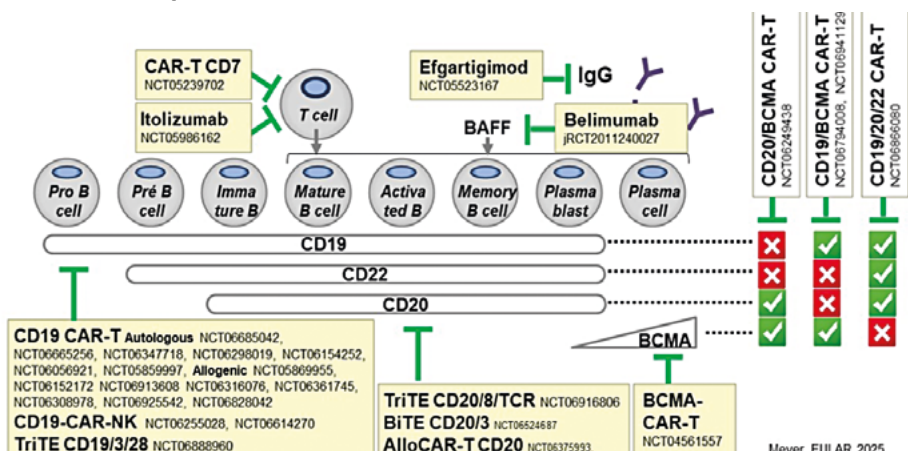 CAR-T CD7
NCT05239702
Itolizumab
NCT05986162
T cell
Efgartigimod
NCT05523167
IgG
BAFF
Belimumab
jRCT2011240027
CD20/BCMA CAR-T
NCT06249438
CD19/BCMA CAR-T
NCT06794008, NCT06941129
CD19/20/22 CAR-T
NCT06866080
Pro B
cell
Pré B
cell
Imma
ture B
Mature
B cell
Activa
ted B
Memory
B cell
Plasma
blast
Plasma
cell
CD19
CD22
CD20
BCMA
CD19 CAR-T Autologous NCT06685042,
NCT06665256, NCT06347718, NCT06298019, NCT06154252,
NCT06056921, NCT05859997, Allogenic NCT05869955,
NCT06152172 NCT06913608 NCT06316076, NCT06361745,
NCT06308978, NCT06925542, NCT06828042
CD19-CAR-NK NCT06255028, NCT06614270
TriTE CD19/3/28 NCT06888960
TriTE CD20/8/TCR NCT06916806
BiTE CD20/3 NCT06524687
AlloCAR-T CD20 NCT06375993,
BCMA-
CAR-T
NCT04561557
Meyer, EULAR 2025